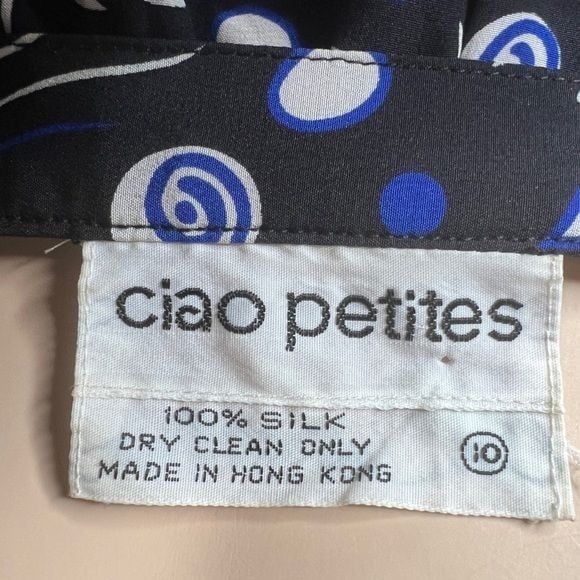 ciao petites
100% SILK
DRY CLEAN ONLY
MADE IN HONG KONG
10